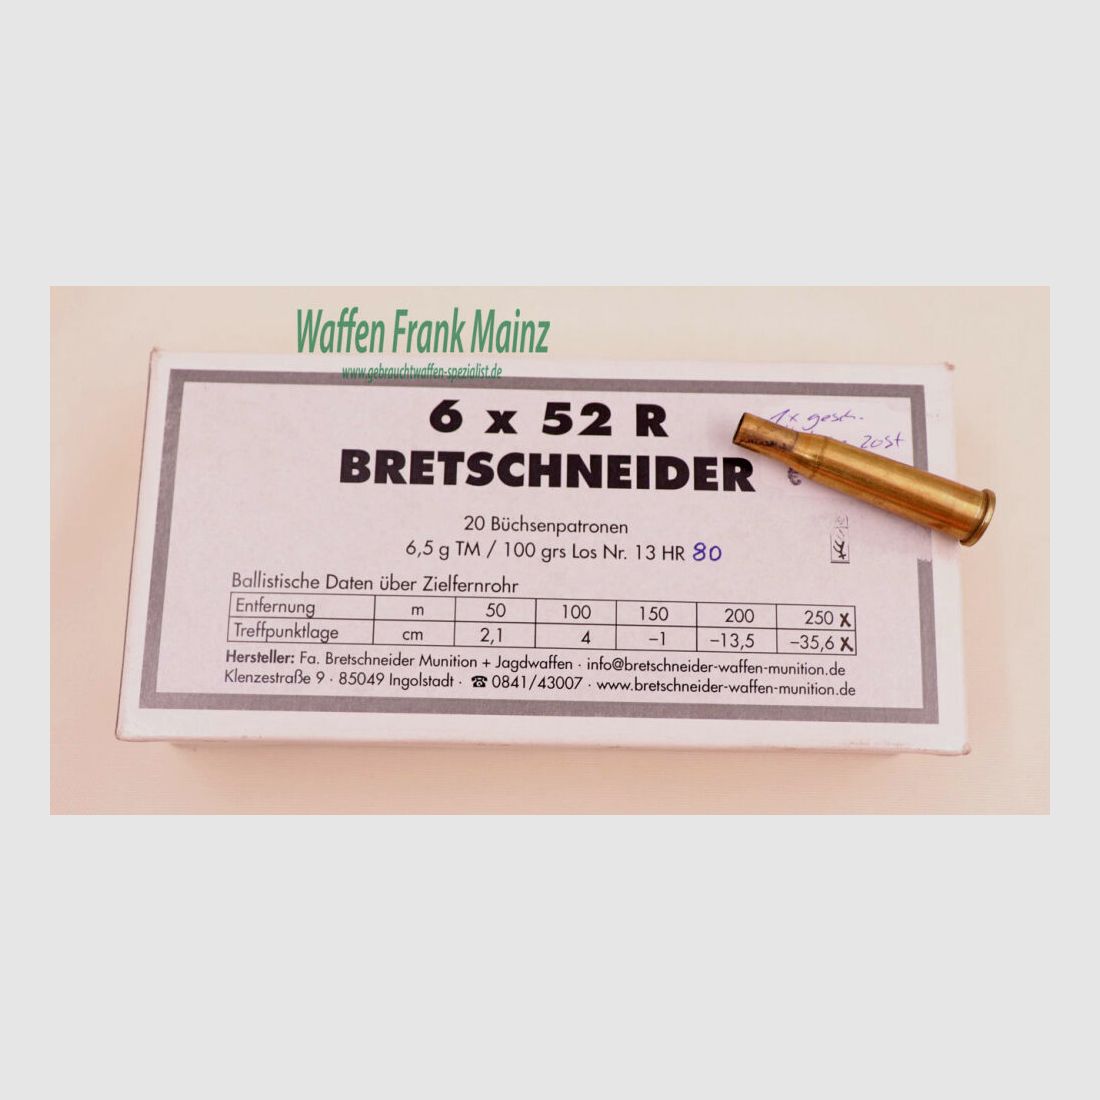 Waffen Frank Mainz
www.gebrauchtwaffen-spezialist.de
6 x 52 R
1x gesch.
20st
BRETSCHNEIDER
20 Büchsenpatronen
6,5 g TM / 100 grs Los Nr. 13 HR 80
Ballistische Daten über Zielfernrohr
Entfernung m 50 100 150 200 250 X
Treffpunktlage cm 2,1 4 –1 –13,5 –35,6 X
Hersteller: Fa. Bretschneider Munition + Jagdwaffen · info@bretschneider-waffen-munition.de
Klenzestraße 9 · 85049 Ingolstadt · ☎ 0841/43007 · www.bretschneider-waffen-munition.de